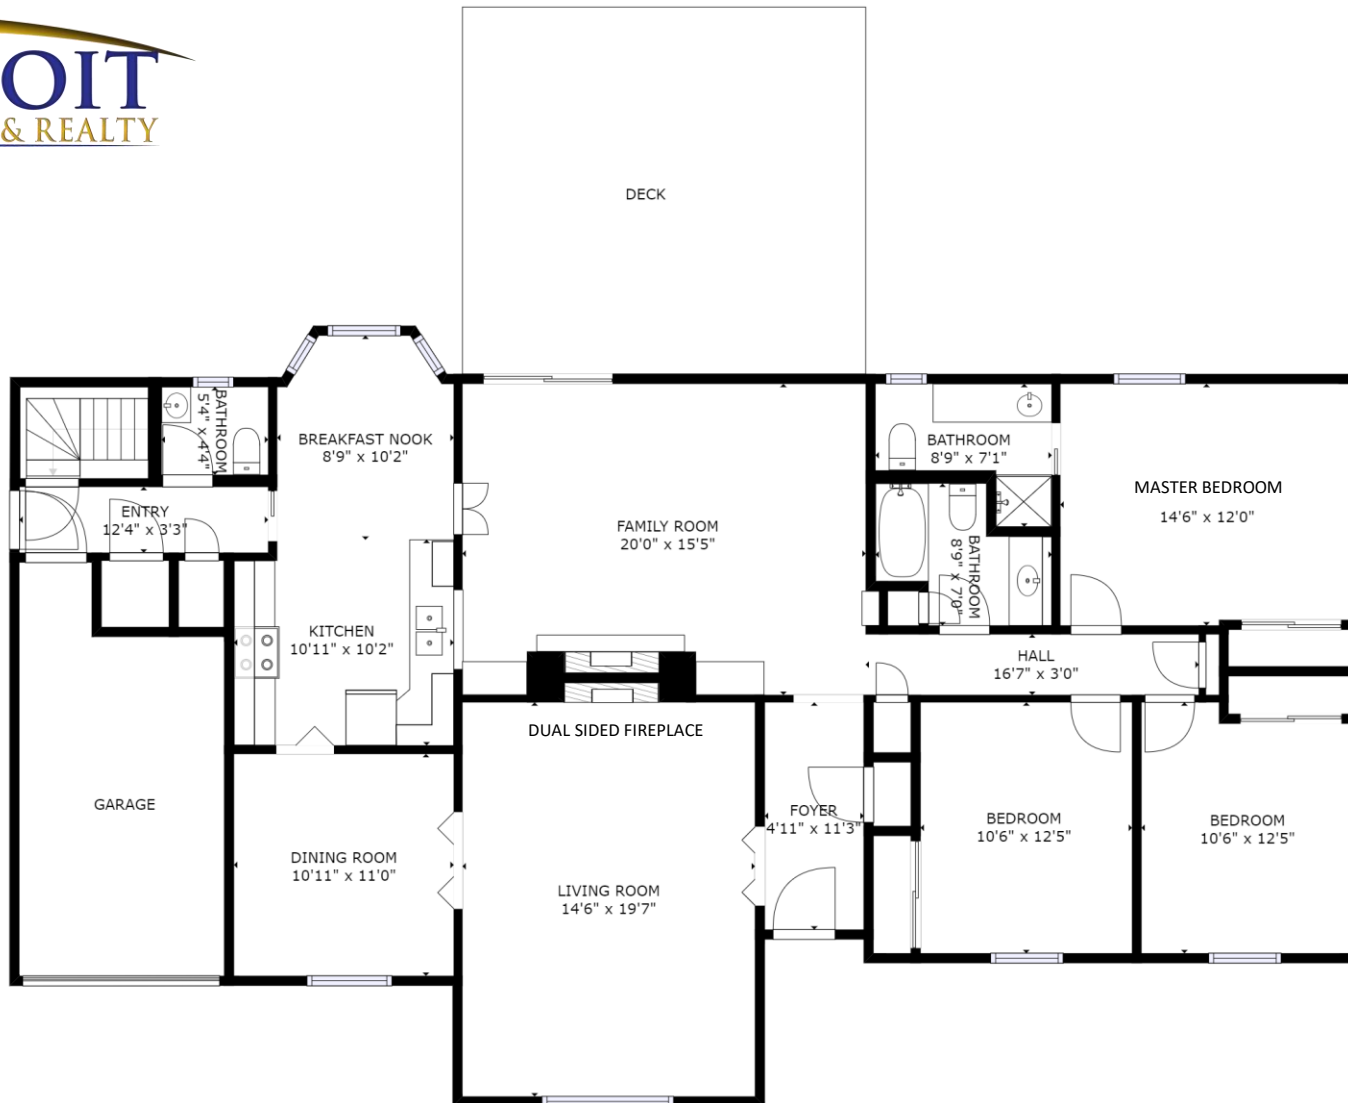 OIT
& REALTY
DECK
BATHROOM
5'4" x 4'4"
BREAKFAST NOOK
8'9" x 10'2"
BATHROOM
8'9" x 7'1"
MASTER BEDROOM
14'6" x 12'0"
ENTRY
12'4" x 3'3"
FAMILY ROOM
20'0" x 15'5"
BATHROOM
8'9" x 7'0"
KITCHEN
10'11" x 10'2"
HALL
16'7" x 3'0"
DUAL SIDED FIREPLACE
GARAGE
FOYER
4'11" x 11'3"
BEDROOM
10'6" x 12'5"
BEDROOM
10'6" x 12'5"
DINING ROOM
10'11" x 11'0"
LIVING ROOM
14'6" x 19'7"